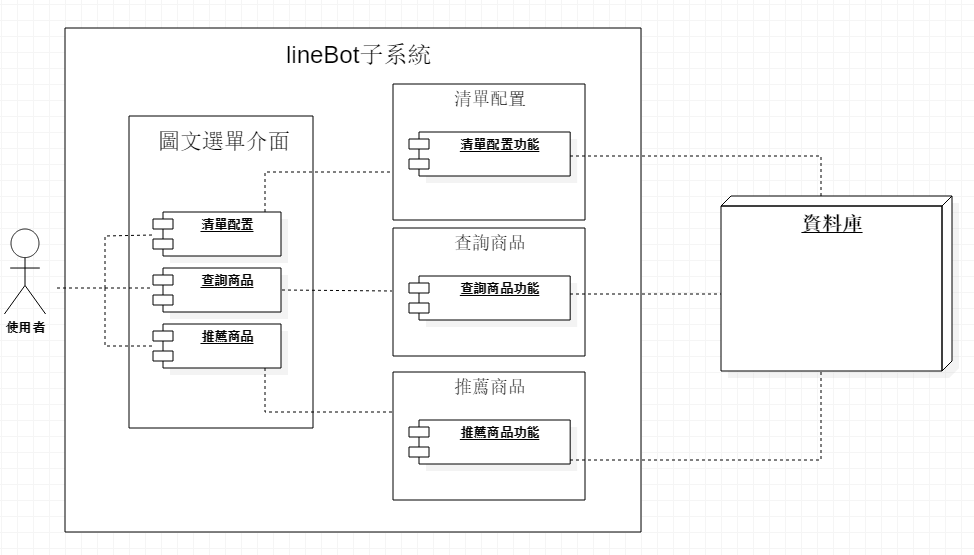 lineBot子系統
圖文選單介面
清單配置
查詢商品
推薦商品
使用者
清單配置
清單配置功能
查詢商品
查詢商品功能
推薦商品
推薦商品功能
資料庫